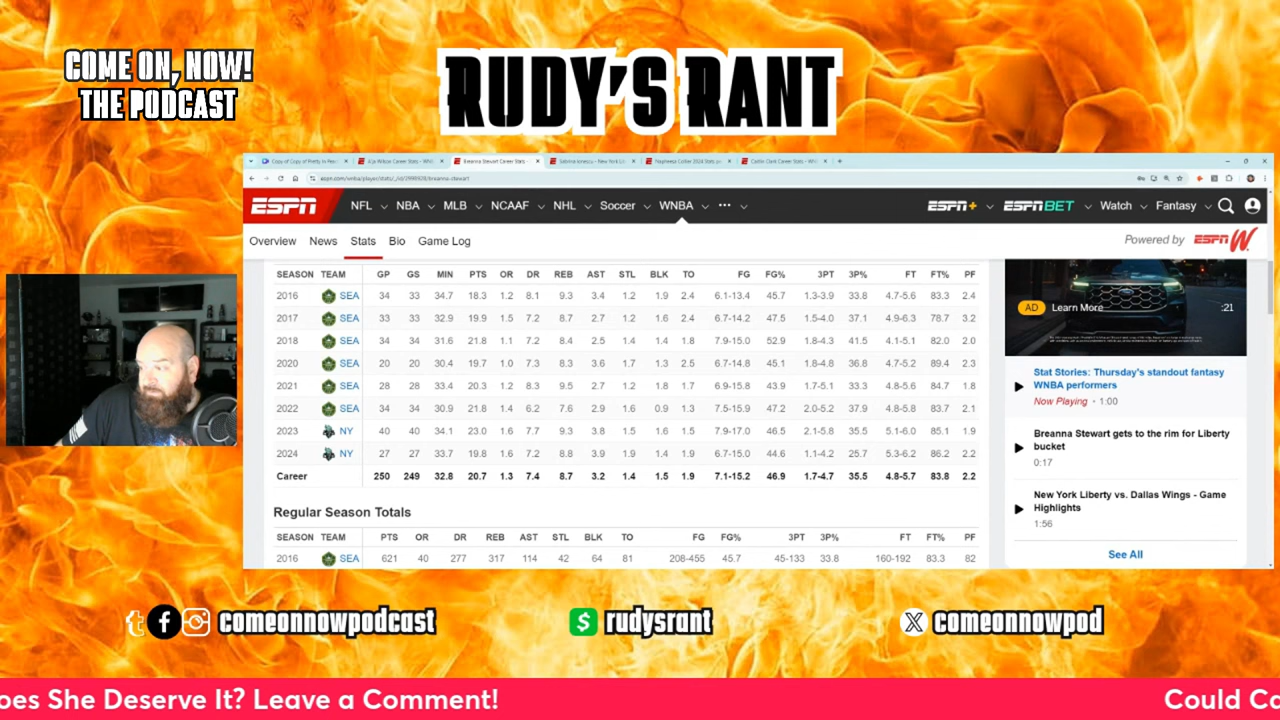 COME ON, NOW!
THE PODCAST
RUDY'S RANT
Breanna Stewart Career Stats -
Caitlin Clark Career Stats - WNB
ESPN
NFL NBA MLB NCAAF NHL Soccer WNBA ... ESPN+ ESPN BET Watch Fantasy
Overview News Stats Bio Game Log Powered by ESPN W
SEASON TEAM GP GS MIN PTS OR DR REB AST STL BLK TO FG FG% 3PT 3P% FT FT% PF
2016 SEA 34 33 34.7 18.3 1.2 8.1 9.3 3.4 1.2 1.9 2.4 6.1-13.4 45.7 1.3-3.9 33.8 4.7-5.6 83.3 2.4
2017 SEA 33 33 32.9 19.9 1.5 7.2 8.7 2.7 1.2 1.6 2.4 6.7-14.2 47.5 1.5-4.0 37.1 4.9-6.3 78.7 3.2
2018 SEA 34 34 31.6 21.8 1.1 7.2 8.4 2.5 1.4 1.4 1.8 7.9-15.0 52.9 1.8-4.3 41.5 4.1-5.1 82.0 2.0
2020 SEA 20 20 30.4 19.7 1.0 7.3 8.3 3.6 1.7 1.3 2.5 6.7-14.8 45.1 1.8-4.8 36.8 4.7-5.2 89.4 2.3
2021 SEA 28 28 33.4 20.3 1.2 8.3 9.5 2.7 1.2 1.8 1.7 6.9-15.8 43.9 1.7-5.1 33.3 4.8-5.6 84.7 1.8
2022 SEA 34 34 30.9 21.8 1.4 6.2 7.6 2.9 1.6 0.9 1.3 7.5-15.9 47.2 2.0-5.2 37.9 4.8-5.8 83.7 2.1
2023 NY 40 40 34.1 23.0 1.6 7.7 9.3 3.8 1.5 1.6 1.5 7.9-17.0 46.5 2.1-5.8 35.5 5.1-6.0 85.1 1.9
2024 NY 27 27 33.7 19.8 1.6 7.2 8.8 3.9 1.9 1.4 1.9 6.7-15.0 44.6 1.1-4.2 25.7 5.3-6.2 86.2 2.2
Career 250 249 32.8 20.7 1.3 7.4 8.7 3.2 1.4 1.5 1.9 7.1-15.2 46.9 1.7-4.7 35.5 4.8-5.7 83.8 2.2
Regular Season Totals
SEASON TEAM PTS OR DR REB AST STL BLK TO FG FG% 3PT 3P% FT FT% PF
2016 SEA 621 40 277 317 114 42 64 81 208-455 45.7 45-133 33.8 160-192 83.3 82
AD Learn More :21
Stat Stories: Thursday's standout fantasy
WNBA performers
Now Playing • 1:00
Breanna Stewart gets to the rim for Liberty
bucket
0:17
New York Liberty vs. Dallas Wings - Game
Highlights
1:56
See All
comeonnowpodcast
rudysrant
comeonnowpod
oes She Deserve It? Leave a Comment! Could Co